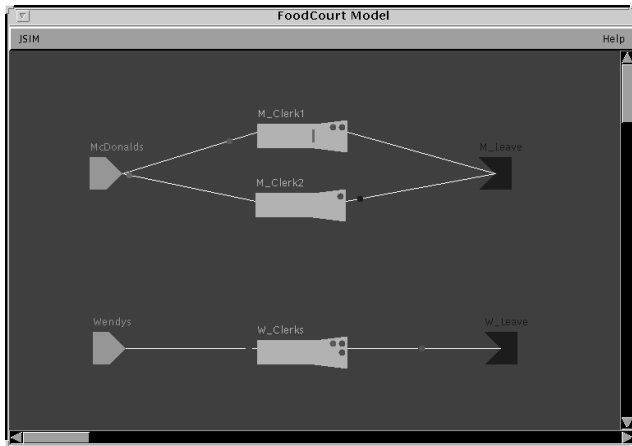 FoodCourt Model
JSIM Help
M_Clerk1
McDonalds M_Leave
M_Clerk2
Wendys W_Leave
W_Clerks